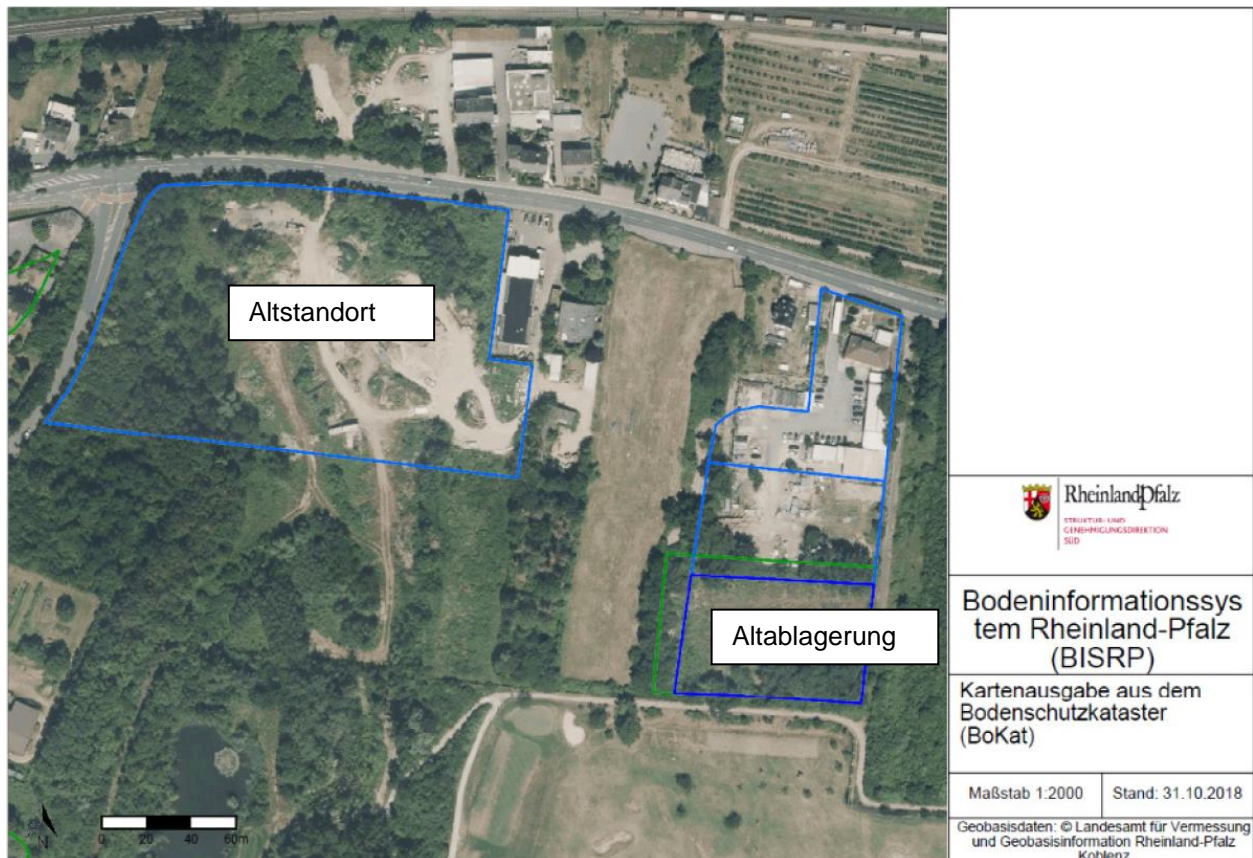 Altstandort
Altablagerung
N
0 20 40 60m
RheinlandPfalz
STRUKTUR- UND
GENEHMIGUNGSDIREKTION
SÜD
Bodeninformationssys
tem Rheinland-Pfalz
(BISRP)
Kartenausgabe aus dem
Bodenschutzkataster
(BoKat)
Maßstab 1:2000
Stand: 31.10.2018
Geobasisdaten: © Landesamt für Vermessung
und Geobasisinformation Rheinland-Pfalz
Koblenz